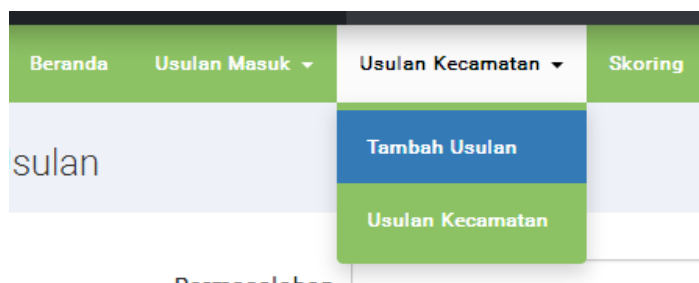 Beranda Usulan Masuk Usulan Kecamatan Skoring
Tambah Usulan
sulan
Usulan Kecamatan